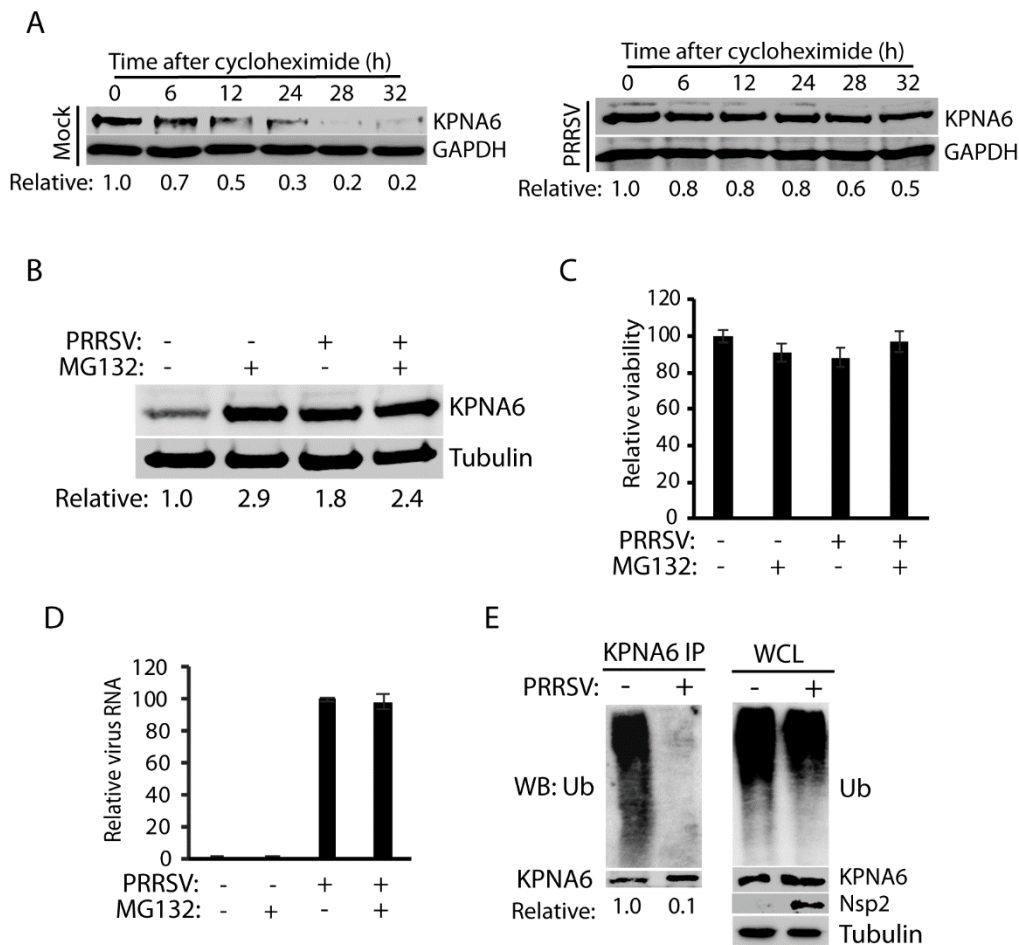 A
Time after cycloheximide (h)
0 6 12 24 28 32
Mock
KPNA6
GAPDH
Relative: 1.0 0.7 0.5 0.3 0.2 0.2
Time after cycloheximide (h)
0 6 12 24 28 32
PRRSV
KPNA6
GAPDH
Relative: 1.0 0.8 0.8 0.8 0.6 0.5
B
PRRSV: - - + +
MG132: - + - +
KPNA6
Tubulin
Relative: 1.0 2.9 1.8 2.4
C
Relative viability
120
100
80
60
40
20
0
PRRSV: - - + +
MG132: - + - +
D
Relative virus RNA
120
100
80
60
40
20
0
PRRSV: - - + +
MG132: - + - +
E
KPNA6 IP
WCL
PRRSV: - + - +
WB: Ub
Ub
KPNA6
KPNA6
Nsp2
Relative: 1.0 0.1
Tubulin